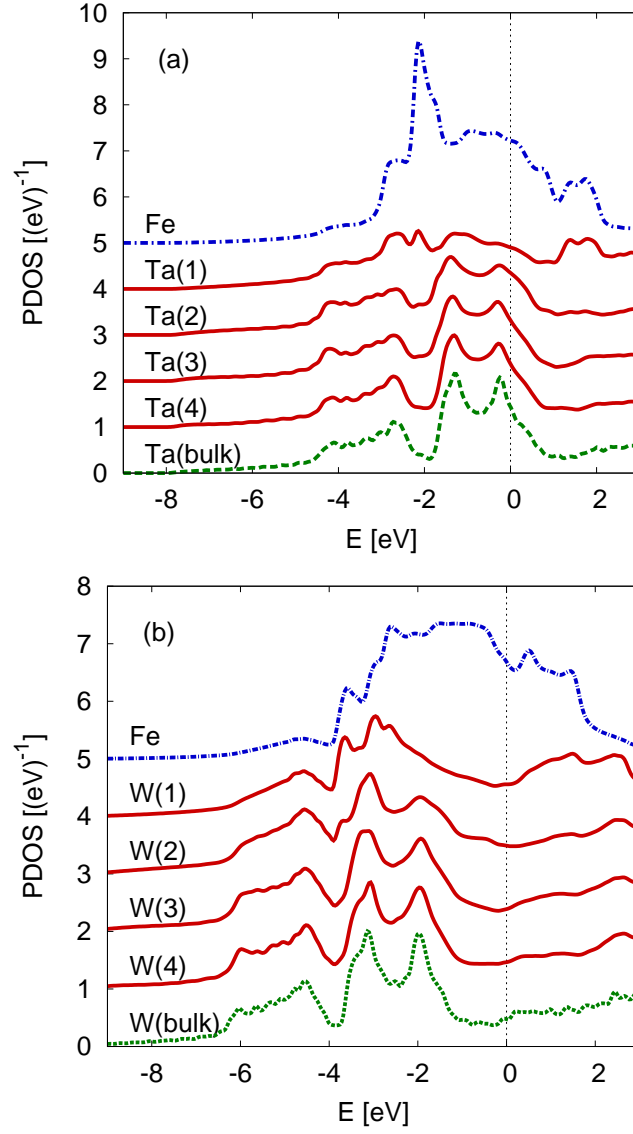 (a)
10
9
8
7
6
5
4
3
2
1
0
PDOS [(eV)⁻¹]
Fe
Ta(1)
Ta(2)
Ta(3)
Ta(4)
Ta(bulk)
-8 -6 -4 -2 0 2
E [eV]
(b)
8
7
6
5
4
3
2
1
0
PDOS [(eV)⁻¹]
Fe
W(1)
W(2)
W(3)
W(4)
W(bulk)
-8 -6 -4 -2 0 2
E [eV]